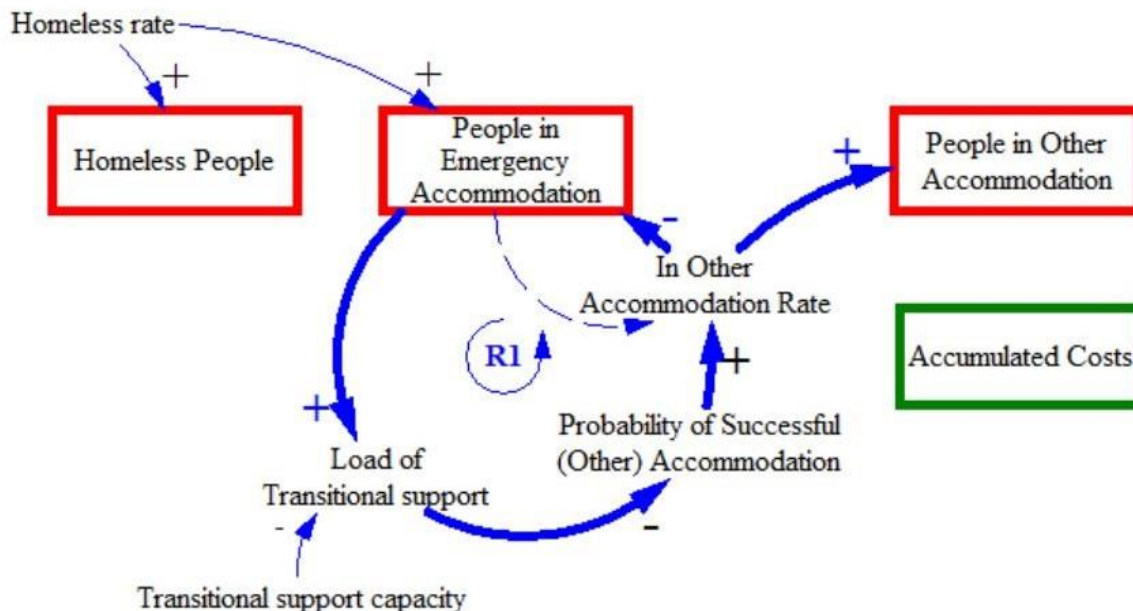 Homeless rate
+
+
Homeless People
People in
Emergency
Accommodation
+
People in Other
Accommodation
-
In Other
Accommodation Rate
R1
Accumulated Costs
+
+
Probability of Successful
(Other) Accommodation
Load of
Transitional support
-
-
Transitional support capacity